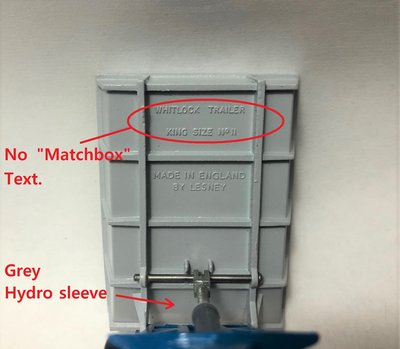 WHITLOCK TRAILER
KING SIZE Nº11
No "Matchbox"
Text.
MADE IN ENGLAND
BY LESNEY
Grey
Hydro sleeve